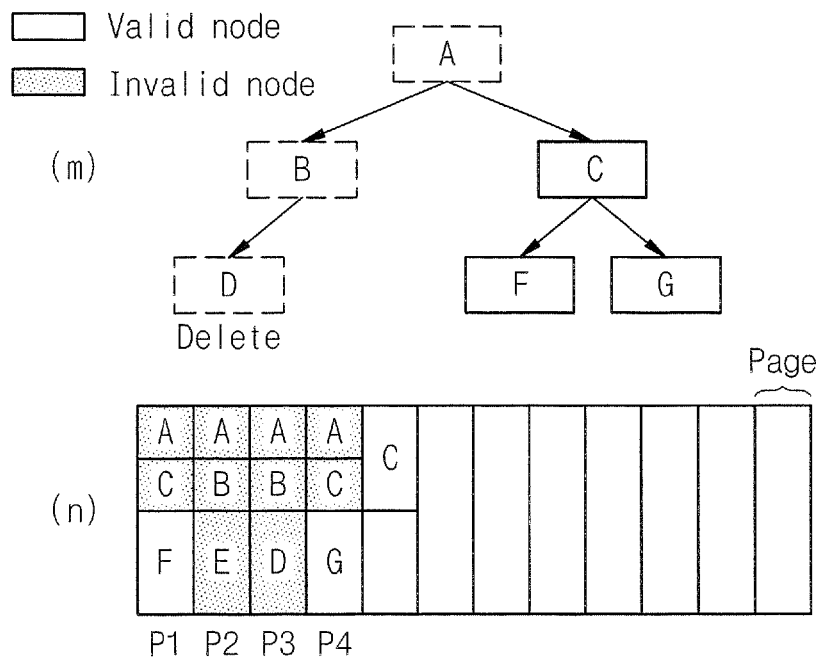 Valid node
Invalid node
A
(m)
B
C
D
F
G
Delete
Page
A A A A C
C B B C
(n)
F E D G
P1 P2 P3 P4